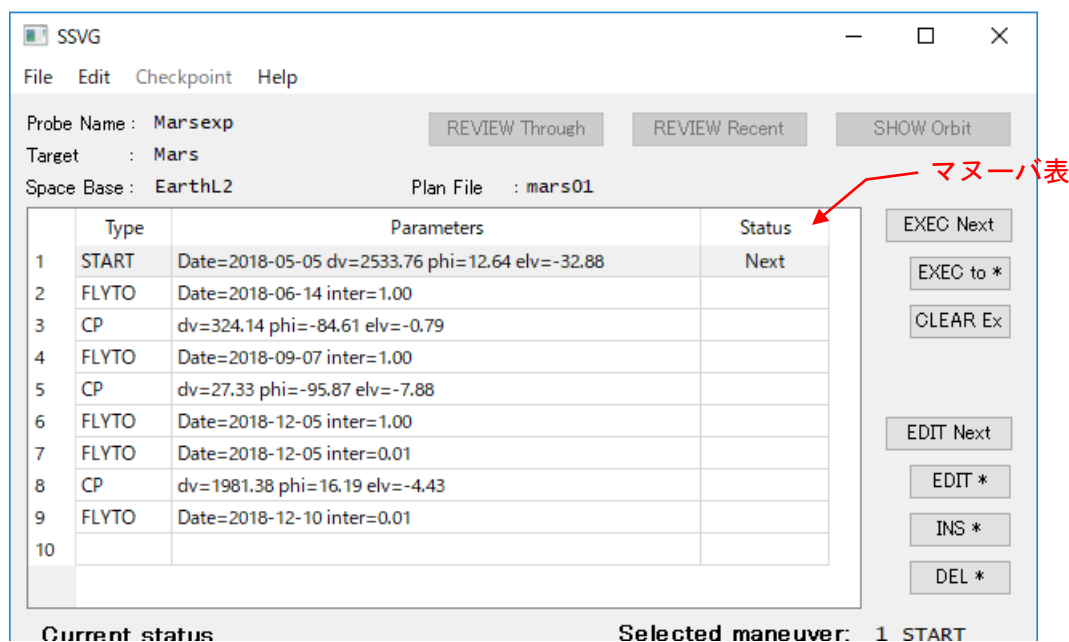 SSVG
File Edit Checkpoint Help
Probe Name : Marsexp REVIEW Through REVIEW Recent SHOW Orbit
Target : Mars
マヌーバ表
Space Base : EarthL2 Plan File : mars01
Type Parameters Status EXEC Next
1 START Date=2018-05-05 dv=2533.76 phi=12.64 elv=-32.88 Next
EXEC to *
2 FLYTO Date=2018-06-14 inter=1.00
3 CP dv=324.14 phi=-84.61 elv=-0.79 CLEAR Ex
4 FLYTO Date=2018-09-07 inter=1.00
5 CP dv=27.33 phi=-95.87 elv=-7.88
6 FLYTO Date=2018-12-05 inter=1.00
EDIT Next
7 FLYTO Date=2018-12-05 inter=0.01
8 CP dv=1981.38 phi=16.19 elv=-4.43 EDIT *
9 FLYTO Date=2018-12-10 inter=0.01
INS *
10
DEL *
Current status Selected maneuver: 1 START